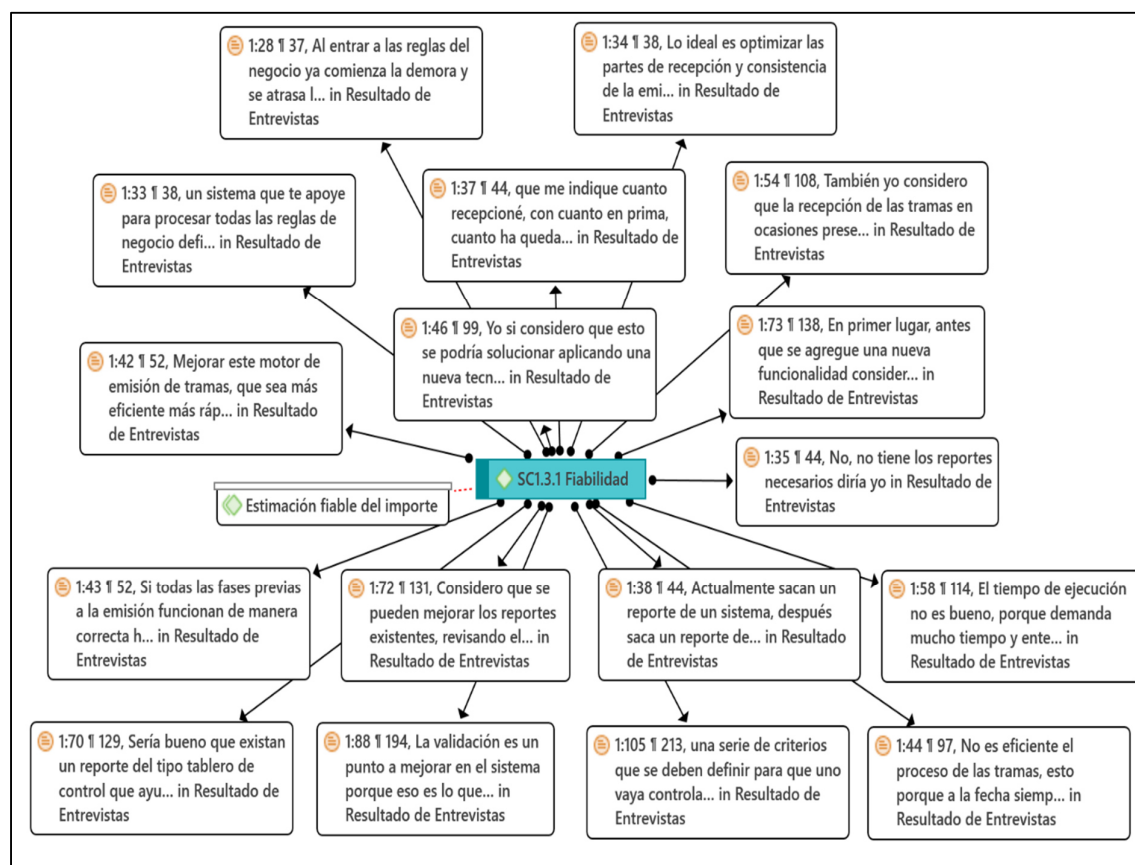 1:28 ¶ 37, Al entrar a las reglas del
negocio ya comienza la demora y
se atrasa l... in Resultado de
Entrevistas
1:34 ¶ 38, Lo ideal es optimizar las
partes de recepción y consistencia
de la emi... in Resultado de
Entrevistas
1:33 ¶ 38, un sistema que te apoye
para procesar todas las reglas de
negocio defi... in Resultado de
Entrevistas
1:37 ¶ 44, que me indique cuanto
recepcioné, con cuanto en prima,
cuanto ha queda... in Resultado de
Entrevistas
1:54 ¶ 108, También yo considero
que la recepción de las tramas en
ocasiones prese... in Resultado de
Entrevistas
1:46 ¶ 99, Yo si considero que esto
se podría solucionar aplicando una
nueva tecn... in Resultado de
Entrevistas
1:73 ¶ 138, En primer lugar, antes
que se agregue una nueva
funcionalidad consider... in
Resultado de Entrevistas
1:42 ¶ 52, Mejorar este motor de
emisión de tramas, que sea más
eficiente más ráp... in Resultado
de Entrevistas
1:35 ¶ 44, No, no tiene los reportes
necesarios diría yo in Resultado de
Entrevistas
SC1.3.1 Fiabilidad
Estimación fiable del importe
1:43 ¶ 52, Si todas las fases previas
a la emisión funcionan de manera
correcta h... in Resultado de
Entrevistas
1:72 ¶ 131, Considero que se
pueden mejorar los reportes
existentes, revisando el... in
Resultado de Entrevistas
1:38 ¶ 44, Actualmente sacan un
reporte de un sistema, después
saca un reporte de... in Resultado
de Entrevistas
1:58 ¶ 114, El tiempo de ejecución
no es bueno, porque demanda
mucho tiempo y ente... in
Resultado de Entrevistas
1:70 ¶ 129, Sería bueno que existan
un reporte del tipo tablero de
control que ayu... in Resultado de
Entrevistas
1:88 ¶ 194, La validación es un
punto a mejorar en el sistema
porque eso es lo que... in
Resultado de Entrevistas
1:105 ¶ 213, una serie de criterios
que se deben definir para que uno
vaya controla... in Resultado de
Entrevistas
1:44 ¶ 97, No es eficiente el
proceso de las tramas, esto
porque a la fecha siemp... in
Resultado de Entrevistas